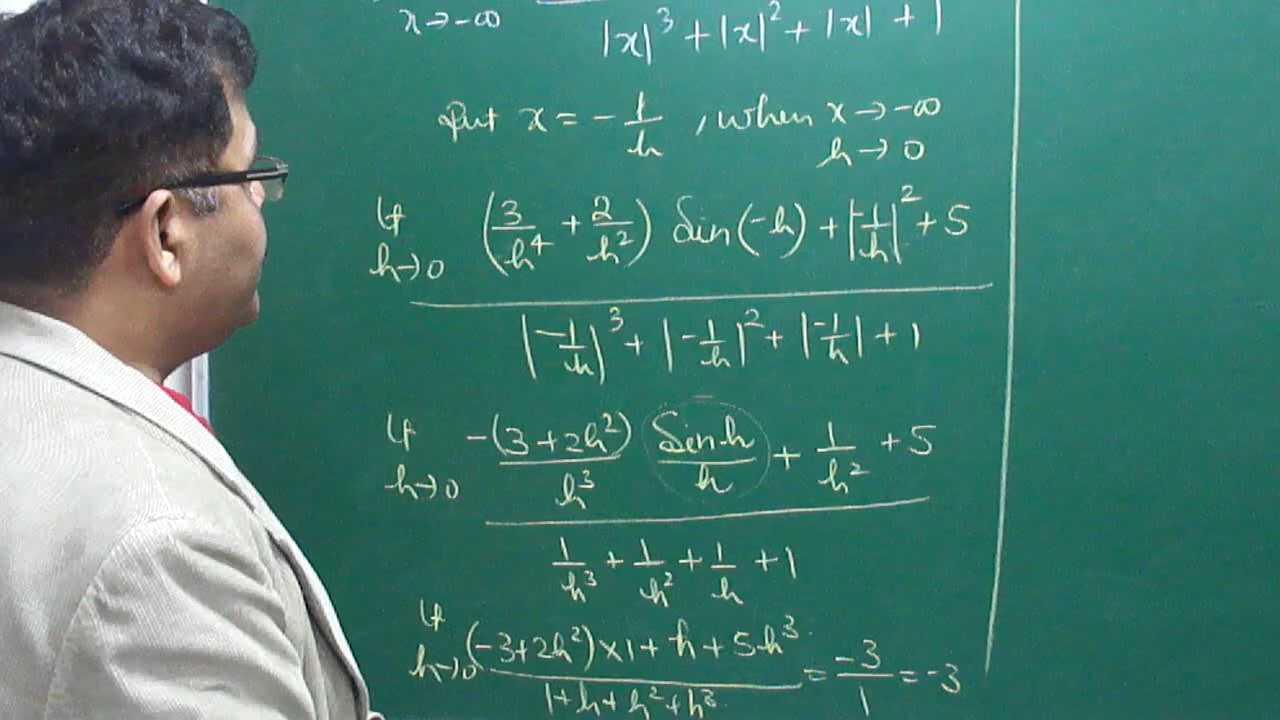 x→-∞
|x|³ + |x|² + |x| + 1
Put x = -1/h , when x → -∞
h → 0
lt h→0 (3/h⁴ + 2/h²) Sin(-h) + |-1/h|² + 5
|-1/h|³ + |-1/h|² + |-1/h| + 1
lt h→0 -(3+2h²)/h³ Sinh/h + 1/h² + 5
1/h³ + 1/h² + 1/h + 1
lt h→0 (-3+2h²)×1 + h + 5h³ / 1+h+h²+h³ = -3/1 = -3